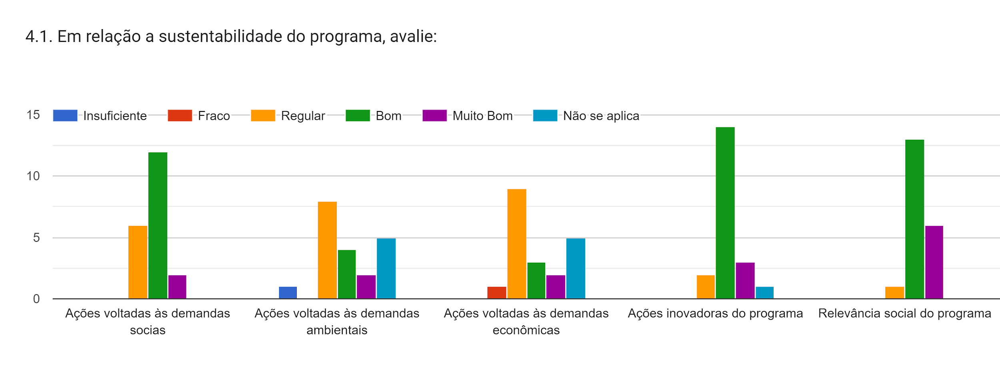 4.1. Em relação a sustentabilidade do programa, avalie:
15
Insuficiente
Fraco
Regular
Bom
Muito Bom
Não se aplica
10
5
0
Ações voltadas às demandas
socias
Ações voltadas às demandas
ambientais
Ações voltadas às demandas
econômicas
Ações inovadoras do programa
Relevância social do programa